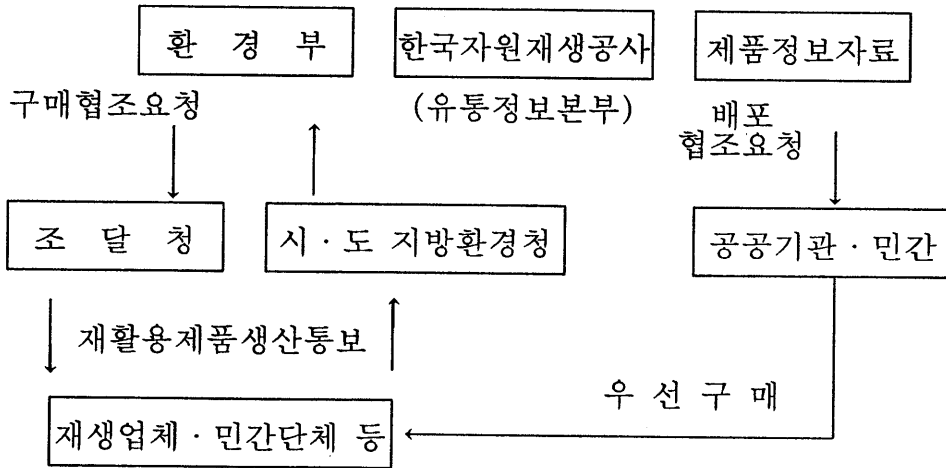 환 경 부 한국자원재생공사 제품정보자료
구매협조요청 (유통정보본부) 배포
협조요청
조 달 청 시 · 도 지방환경청 공공기관 · 민간
재활용제품생산통보
우 선 구 매
재생업체 · 민간단체 등